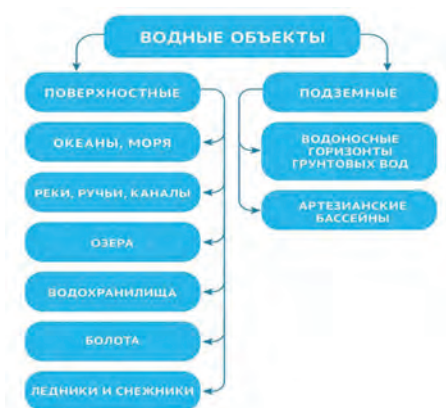 ВОДНЫЕ ОБЪЕКТЫ
ПОВЕРХНОСТНЫЕ
ОКЕАНЫ, МОРЯ
РЕКИ, РУЧЬИ, КАНАЛЫ
ОЗЕРА
ВОДОХРАНИЛИЩА
БОЛОТА
ЛЕДНИКИ И СНЕЖНИКИ
ПОДЗЕМНЫЕ
ВОДОНОСНЫЕ
ГОРИЗОНТЫ
ГРУНТОВЫХ ВОД
АРТЕЗИАНСКИЕ
БАССЕЙНЫ